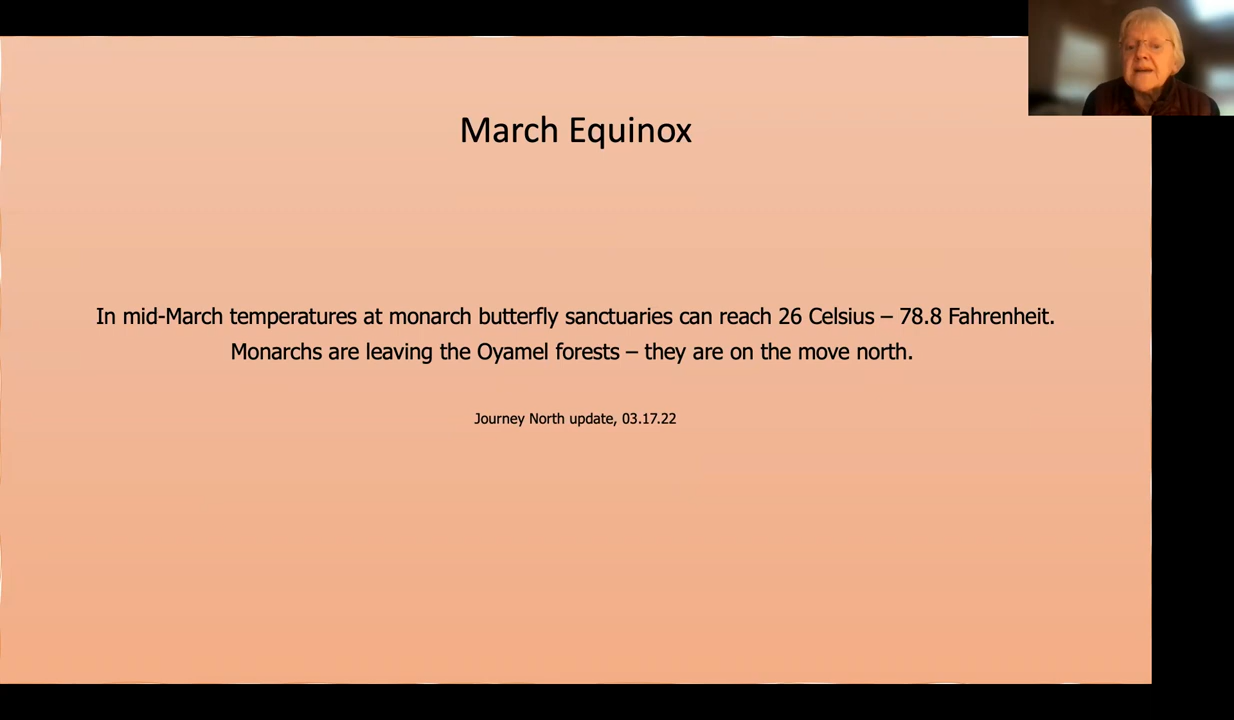 March Equinox
In mid-March temperatures at monarch butterfly sanctuaries can reach 26 Celsius – 78.8 Fahrenheit.
Monarchs are leaving the Oyamel forests – they are on the move north.
Journey North update, 03.17.22